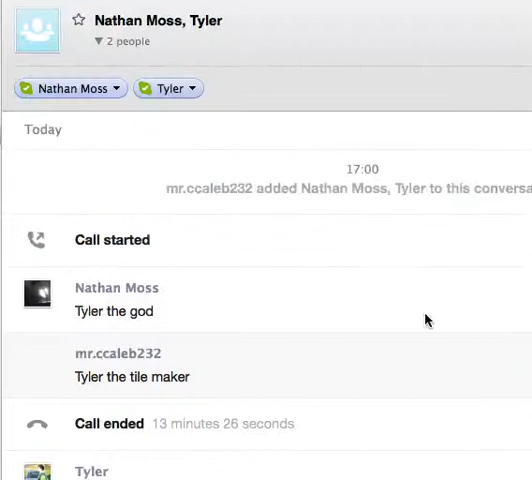 Nathan Moss, Tyler
2 people
Nathan Moss
Tyler
Today
17:00
mr.ccaleb232 added Nathan Moss, Tyler to this conversa
Call started
Nathan Moss
Tyler the god
mr.ccaleb232
Tyler the tile maker
Call ended 13 minutes 26 seconds
Tyler